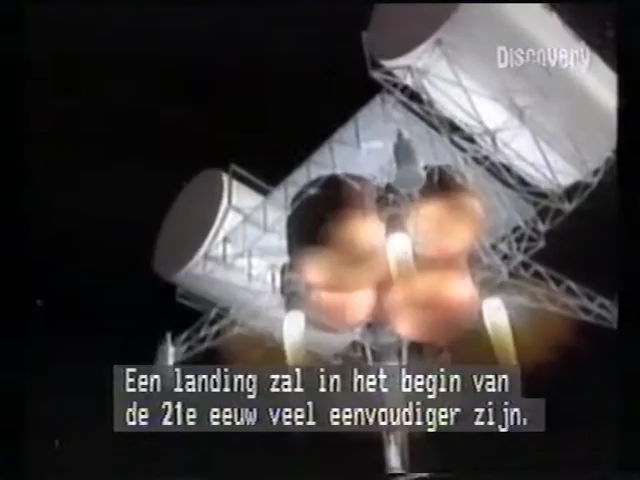 Discovery
Een landing zal in het begin van
de 21e eeuw veel eenvoudiger zijn.